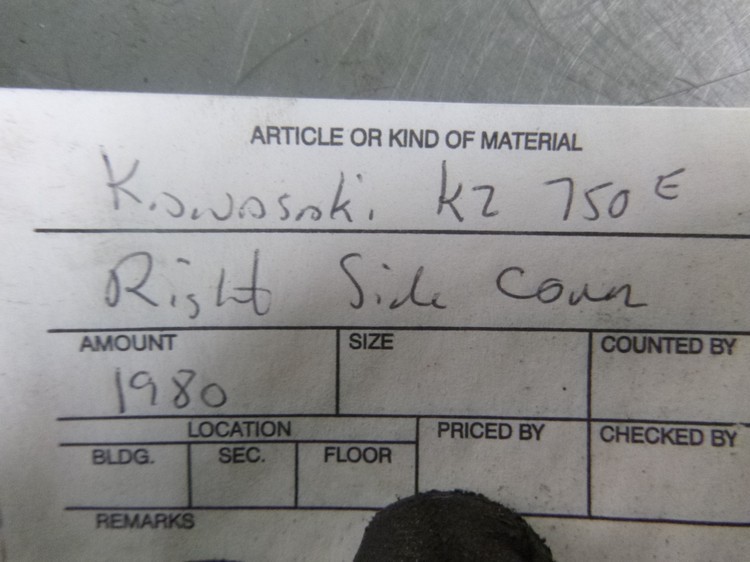 ARTICLE OR KIND OF MATERIAL
Kawasaki KZ 750 E
Right Side Cover
AMOUNT SIZE COUNTED BY
1980
LOCATION PRICED BY CHECKED BY
BLDG. SEC. FLOOR
REMARKS